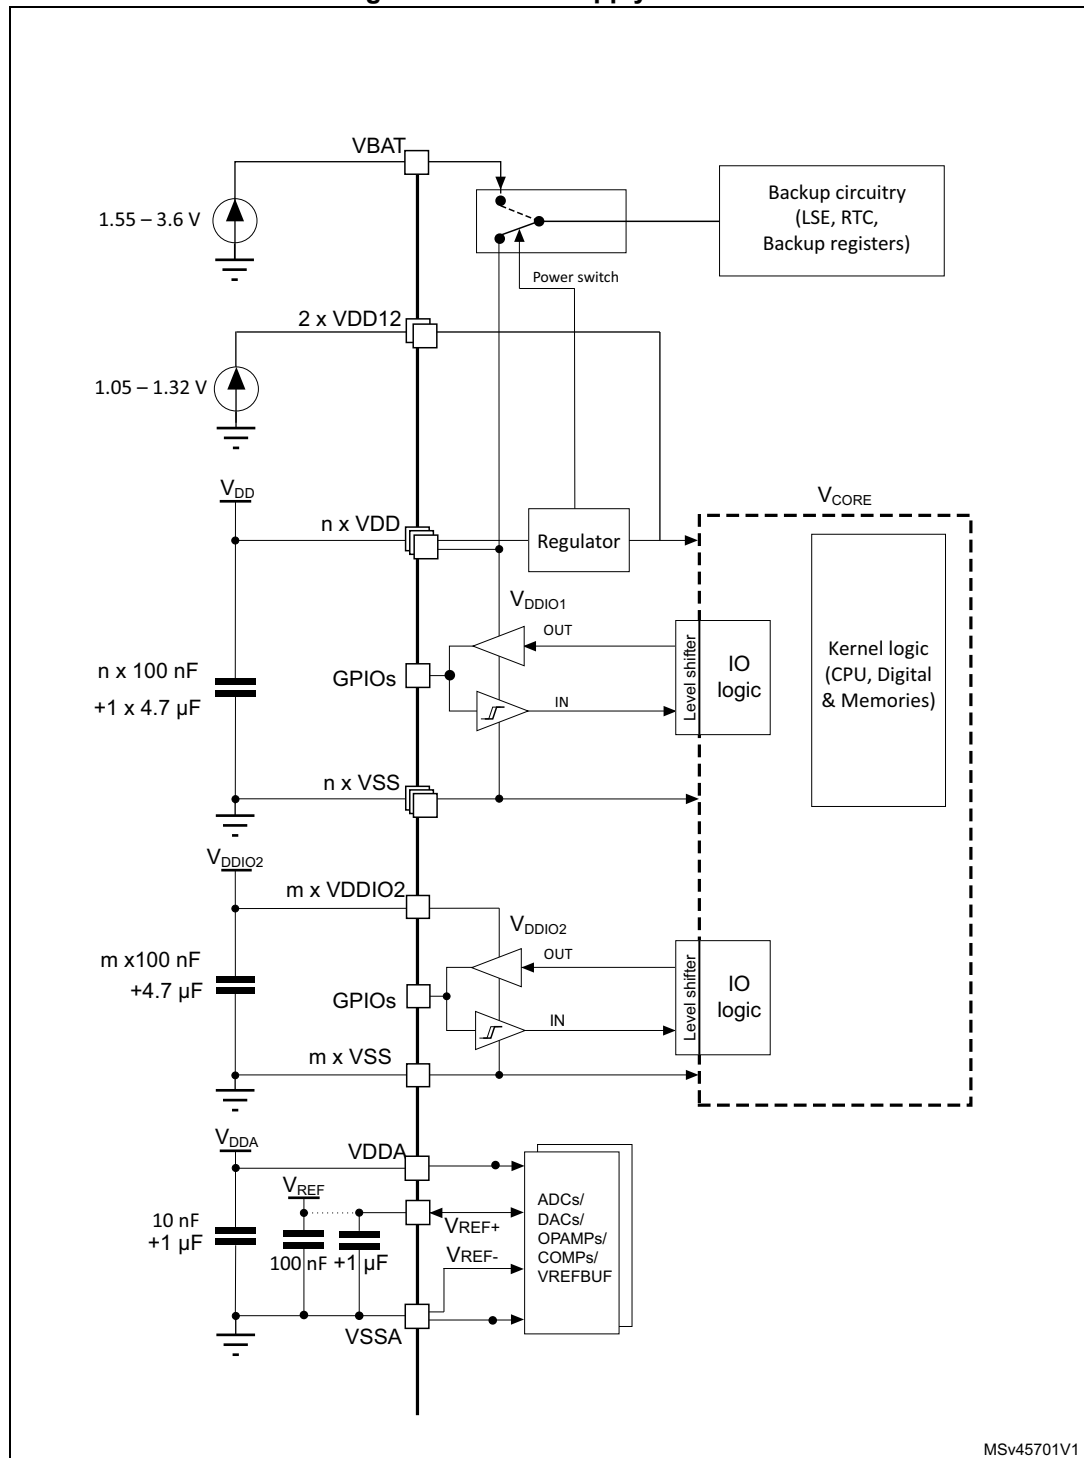 VBAT
1.55 – 3.6 V
Backup circuitry
(LSE, RTC,
Backup registers)
Power switch
2 x VDD12
1.05 – 1.32 V
VDD
n x VDD
Regulator
VCORE
VDDIO1
OUT
n x 100 nF
+1 x 4.7 µF
GPIOs
IN
Level shifter
IO
logic
Kernel logic
(CPU, Digital
& Memories)
n x VSS
VDDIO2
m x VDDIO2
VDDIO2
OUT
m x100 nF
+4.7 µF
GPIOs
IN
Level shifter
IO
logic
m x VSS
VDDA
VDDA
VREF
10 nF
+1 µF
100 nF
+1 µF
VREF+
VREF-
ADCs/
DACs/
OPAMPs/
COMPs/
VREFBUF
VSSA
MSv45701V1